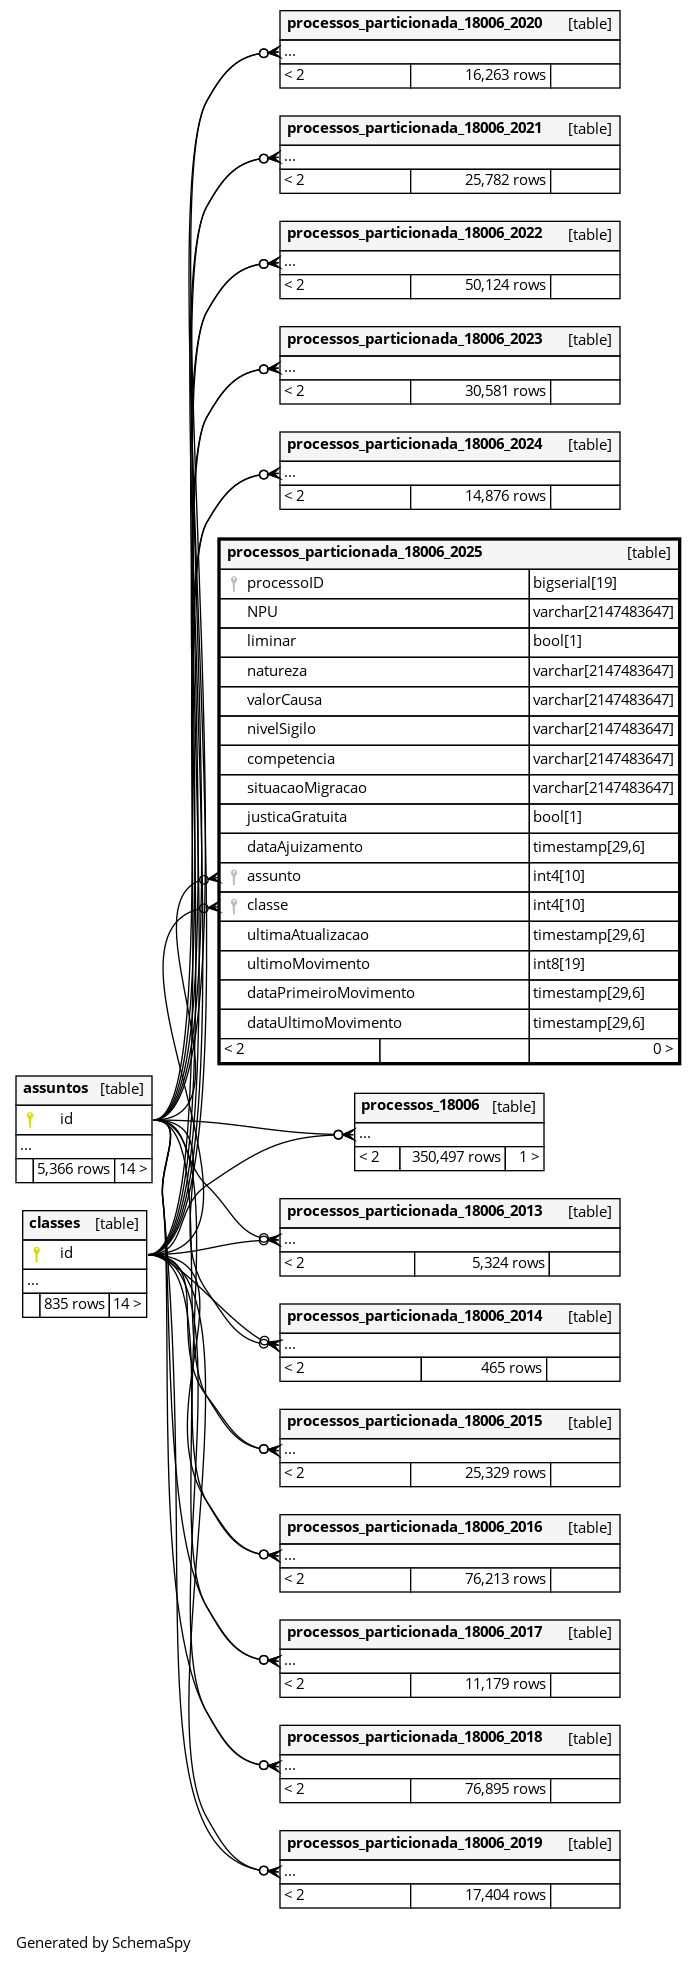 processos_particionada_18006_2020 [table]
...
< 2 16,263 rows
processos_particionada_18006_2021 [table]
...
< 2 25,782 rows
processos_particionada_18006_2022 [table]
...
< 2 50,124 rows
processos_particionada_18006_2023 [table]
...
< 2 30,581 rows
processos_particionada_18006_2024 [table]
...
< 2 14,876 rows
processos_particionada_18006_2025 [table]
processoID bigserial[19]
NPU varchar[2147483647]
liminar bool[1]
natureza varchar[2147483647]
valorCausa varchar[2147483647]
nivelSigilo varchar[2147483647]
competencia varchar[2147483647]
situacaoMigracao varchar[2147483647]
justicaGratuita bool[1]
dataAjuizamento timestamp[29,6]
assunto int4[10]
classe int4[10]
ultimaAtualizacao timestamp[29,6]
ultimoMovimento int8[19]
dataPrimeiroMovimento timestamp[29,6]
dataUltimoMovimento timestamp[29,6]
< 2 0 >
assuntos [table]
id
...
5,366 rows 14 >
classes [table]
id
...
835 rows 14 >
processos_18006 [table]
...
< 2 350,497 rows 1 >
processos_particionada_18006_2013 [table]
...
< 2 5,324 rows
processos_particionada_18006_2014 [table]
...
< 2 465 rows
processos_particionada_18006_2015 [table]
...
< 2 25,329 rows
processos_particionada_18006_2016 [table]
...
< 2 76,213 rows
processos_particionada_18006_2017 [table]
...
< 2 11,179 rows
processos_particionada_18006_2018 [table]
...
< 2 76,895 rows
processos_particionada_18006_2019 [table]
...
< 2 17,404 rows
Generated by SchemaSpy